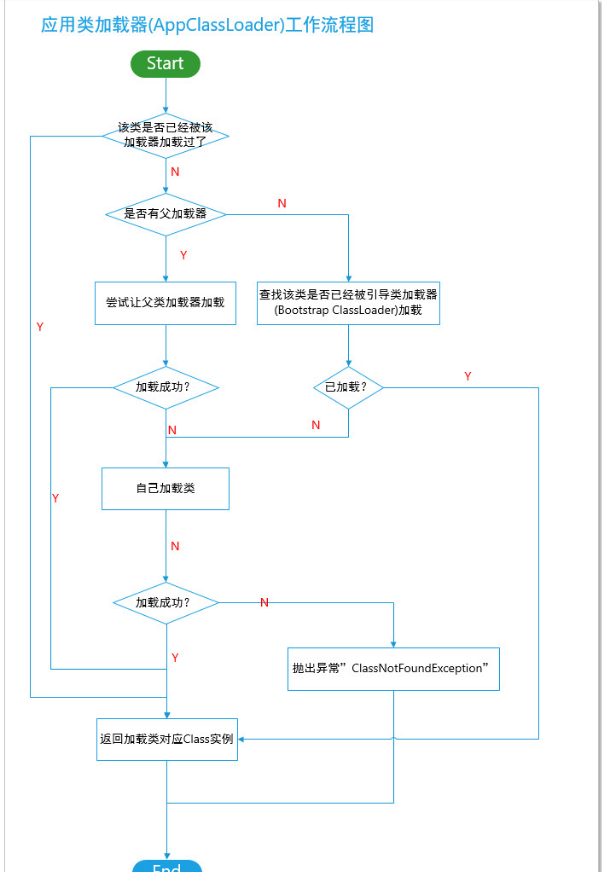 应用类加载器(AppClassLoader)工作流程图
Start
该类是否已经被该
加载器加载过了
N
是否有父加载器
N
Y
尝试让父类加载器加载
查找该类是否已经被引导类加载器
(Bootstrap ClassLoader)加载
Y
加载成功?
已加载?
Y
N
N
自己加载类
Y
N
加载成功?
N
Y
抛出异常”ClassNotFoundException”
返回加载类对应Class实例
End